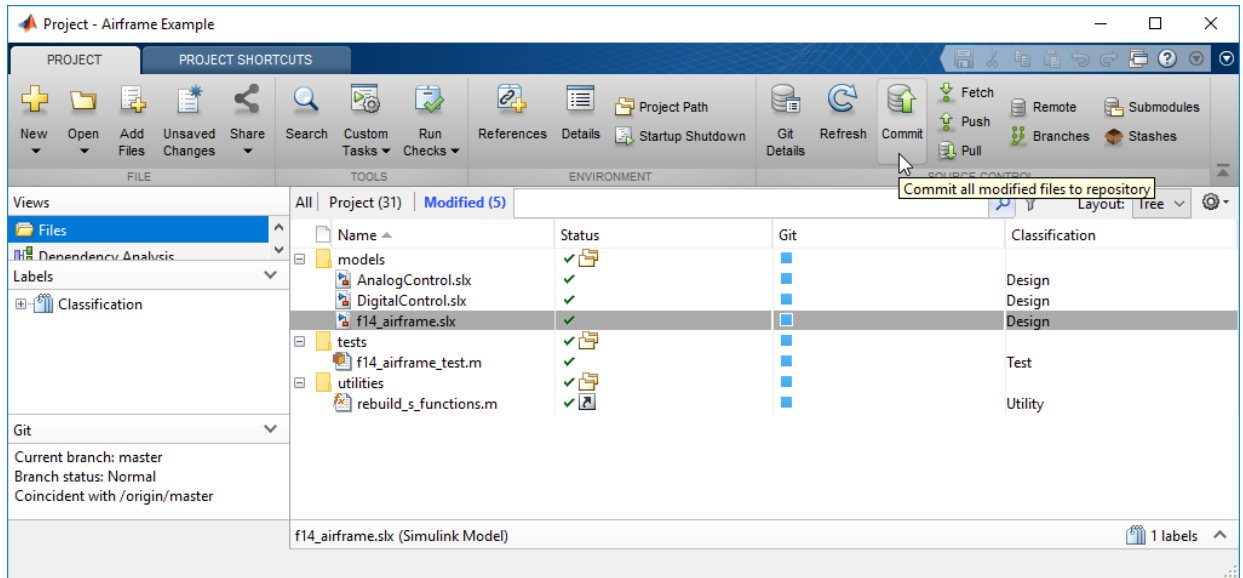 Project - Airframe Example
PROJECT PROJECT SHORTCUTS
New Open Add Files Unsaved Changes Share
Search Custom Tasks Run Checks
References Details Project Path
Startup Shutdown
Git Details Refresh Commit Fetch
Push
Pull
Remote
Branches
Submodules
Stashes
FILE TOOLS ENVIRONMENT SOURCE CONTROL
Commit all modified files to repository
Views
Files
Dependency Analysis
Labels
Classification
Git
Current branch: master
Branch status: Normal
Coincident with /origin/master
All Project (31) Modified (5) Layout: Tree
Name Status Git Classification
models
AnalogControl.slx Design
DigitalControl.slx Design
f14_airframe.slx Design
tests
f14_airframe_test.m Test
utilities
rebuild_s_functions.m Utility
f14_airframe.slx (Simulink Model) 1 labels